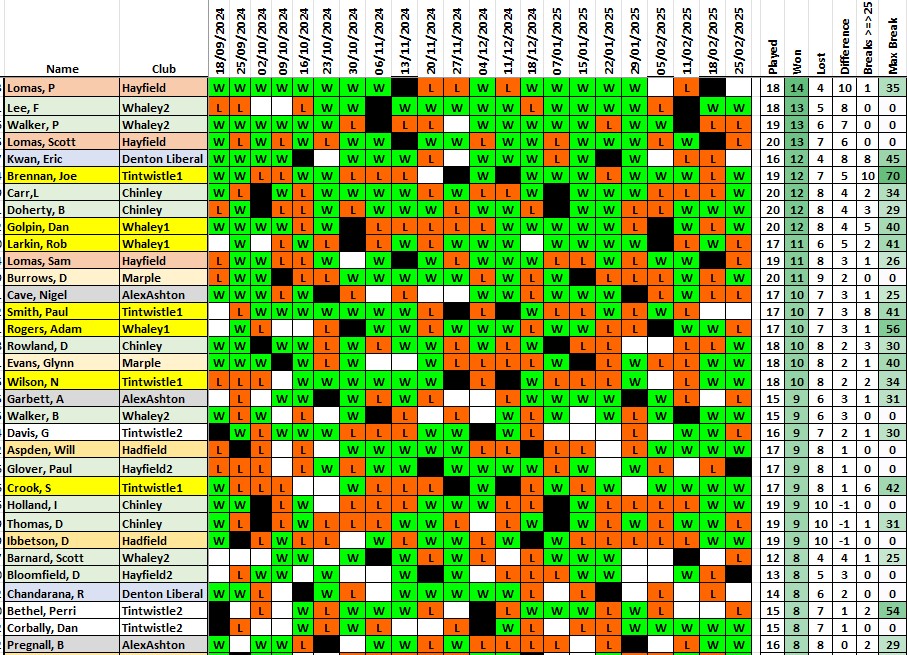 Name Club 18/09/2024 25/09/2024 02/10/2024 09/10/2024 16/10/2024 23/10/2024 30/10/2024 06/11/2024 13/11/2024 20/11/2024 27/11/2024 04/12/2024 11/12/2024 18/12/2024 07/01/2025 15/01/2025 22/01/2025 29/01/2025 05/02/2025 11/02/2025 18/02/2025 25/02/2025 Played Won Lost Difference Breaks >=>25 Max Break
Lomas, P Hayfield W W W W W W W W L L W L W W W W W L 18 14 4 10 1 35
Lee, F Whaley2 L L L W W W W W W W L W W W W L W W 18 13 5 8 0 0
Walker, P Whaley2 W W W W W W L L L W W W W W L W W L L 19 13 6 7 0 0
Lomas, Scott Hayfield W L W L W L W W W W L W W L W W W L W L 20 13 7 6 0 0
Kwan, Eric Denton Liberal W W W W W W W L W W W L W W L L 16 12 4 8 8 45
Brennan, Joe Tintwistle1 W W L L L L W W W W W W W W L L W W L 19 12 7 5 10 70
Carr,L Chinley W L W L W W W W W L L W L W W W L L L W 20 12 8 4 2 34
Doherty, B Chinley L W L L W L W W W L W L W W W L L W W W 20 12 8 4 3 29
Golpin, Dan Whaley1 W W W W L W L L L L L W W W W W L W L W 20 12 8 4 5 40
Larkin, Rob Whaley1 W L W L L W L W W W W W W W L W L 17 11 6 5 2 41
Lomas, Sam Hayfield L W W L L W W W L L W L W W L W L W W 19 11 8 3 1 26
Burrows, D Marple L W W L L W W W W W L W L W L L L W L W 20 11 9 2 0 0
Cave, Nigel AlexAshton W W W L W L L W W L W W W L W L L 17 10 7 3 1 25
Smith, Paul Tintwistle1 L W W W L L W W W L W W L W L W L 17 10 7 3 8 41
Rogers, Adam Whaley1 W L L W W W W W W W L L L L W W L 17 10 7 3 1 56
Rowland, D Chinley W W W W L W L W W L W L L L L L W W 18 10 8 2 3 30
Evans, Glynn Marple W W W W L W W L L L L W L W L L W W 18 10 8 2 1 40
Wilson, N Tintwistle1 L L L W W W W W W L W L L L W L W W 18 10 8 2 2 34
Garbett, A AlexAshton L W W W L W W L L W W W W L L 15 9 6 3 1 31
Walker, B Whaley2 W L W L W L L W L W W L W W W 15 9 6 3 0 0
Davis, G Tintwistle2 W L W W W L L L W W W L L W W L 16 9 7 2 1 30
Aspden, Will Hadfield L L L W W W L L W W L L L W W W W 17 9 8 1 0 0
Glover, Paul Hayfield2 L L L L W L W W W W W W L W W L L 17 9 8 1 0 0
Crook, S Tintwistle1 W L L L W L L L W W W L L W W W W 17 9 8 1 6 42
Holland, I Chinley W W L W L L L W W W L L W L L L W L W 19 9 10 -1 0 0
Thomas, D Chinley W L W L L L L W W L L W W L W L W W L 19 9 10 -1 1 31
Ibbetson, D Hadfield W L W L L W L L W W W L L L L L L W W 19 9 10 -1 0 0
Barnard, Scott Whaley2 W W W W L W L L W W W L 12 8 4 4 1 25
Bloomfield, D Hayfield2 L W W W W W W L L L W W L 13 8 5 3 0 0
Chandarana, R Denton Liberal W W L W L W W W W W L L L L 14 8 6 2 0 0
Bethel, Perri Tintwistle2 L W L L W W L L W W W L W L W 15 8 7 1 2 54
Corbally, Dan Tintwistle2 L W L W L L W L L L W W W W W 15 8 7 1 0 0
Pregnall, B AlexAshton W W W L W W L W L L L L L L W W 16 8 8 0 2 29